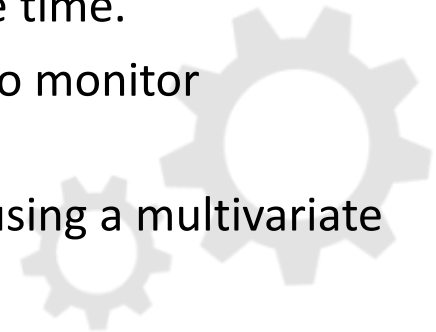 time.
o monitor
using a multivariate